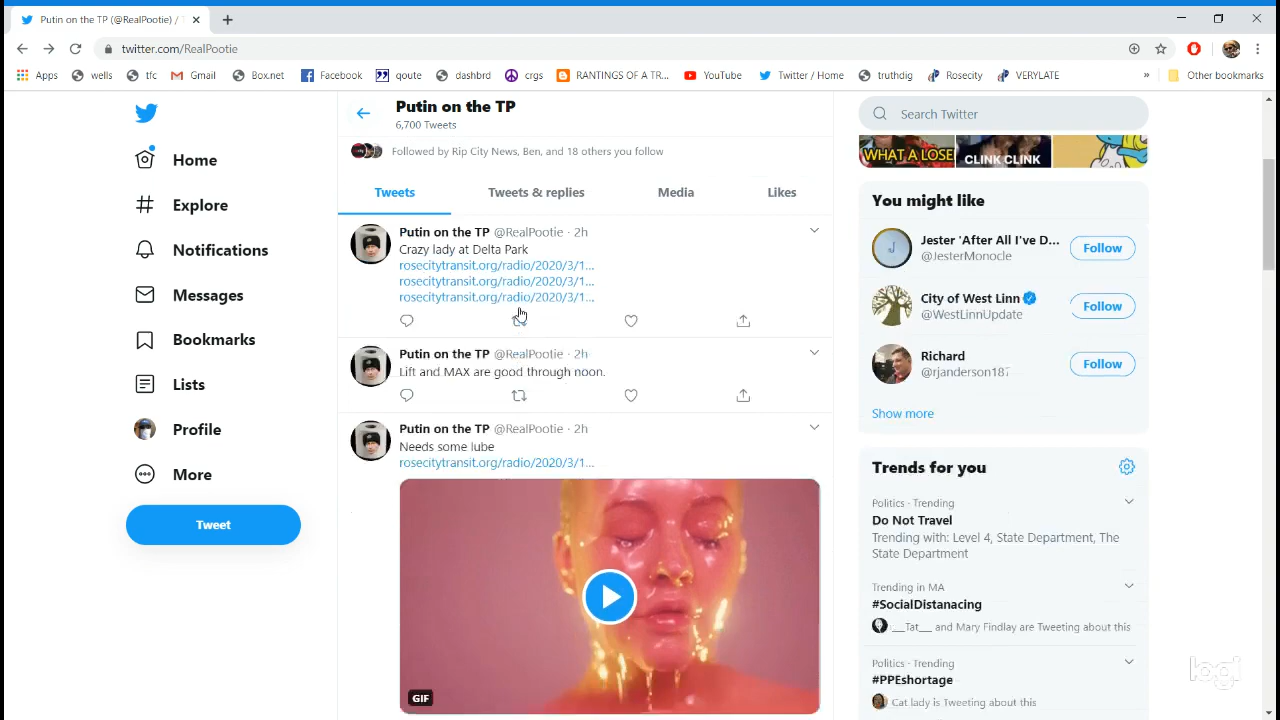 Putin on the TP (@RealPootie) /
twitter.com/RealPootie
Apps
wells
tfc
Gmail
Box.net
Facebook
qoute
dashbrd
crgs
RANTINGS OF A TR...
YouTube
Twitter / Home
truthdig
Rosecity
VERYLATE
»
Other bookmarks
Home
Explore
Notifications
Messages
Bookmarks
Lists
Profile
More
Tweet
Putin on the TP
6,700 Tweets
Followed by Rip City News, Ben, and 18 others you follow
Tweets
Tweets & replies
Media
Likes
Putin on the TP @RealPootie · 2h
Crazy lady at Delta Park
rosecitytransit.org/radio/2020/3/1...
rosecitytransit.org/radio/2020/3/1...
rosecitytransit.org/radio/2020/3/1...
Putin on the TP @RealPootie · 2h
Lift and MAX are good through noon.
Putin on the TP @RealPootie · 2h
Needs some lube
rosecitytransit.org/radio/2020/3/1...
GIF
Search Twitter
WHAT A LOSE
CLINK CLINK
You might like
Jester 'After All I've D...
@JesterMonocle
Follow
City of West Linn
@WestLinnUpdate
Follow
Richard
@rjanderson187
Follow
Show more
Trends for you
Politics · Trending
Do Not Travel
Trending with: Level 4, State Department, The
State Department
Trending in MA
#SocialDistanacing
__Tat__ and Mary Findlay are Tweeting about this
Politics · Trending
#PPEshortage
Cat lady is Tweeting about this
logi